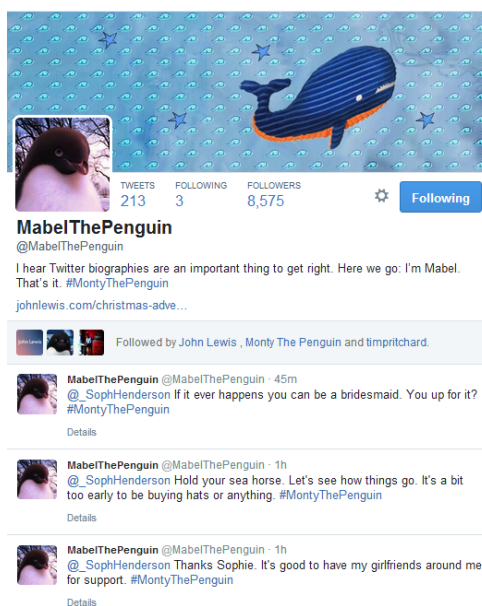 TWEETS FOLLOWING FOLLOWERS
213 3 8,575
Following
MabelThePenguin
@MabelThePenguin
I hear Twitter biographies are an important thing to get right. Here we go: I'm Mabel.
That's it. #MontyThePenguin
johnlewis.com/christmas-adve...
John Lewis
Followed by John Lewis , Monty The Penguin and timpritchard.
MabelThePenguin @MabelThePenguin · 45m
@_SophHenderson If it ever happens you can be a bridesmaid. You up for it?
#MontyThePenguin
Details
MabelThePenguin @MabelThePenguin · 1h
@_SophHenderson Hold your sea horse. Let's see how things go. It's a bit
too early to be buying hats or anything. #MontyThePenguin
Details
MabelThePenguin @MabelThePenguin · 1h
@_SophHenderson Thanks Sophie. It's good to have my girlfriends around me
for support. #MontyThePenguin
Details